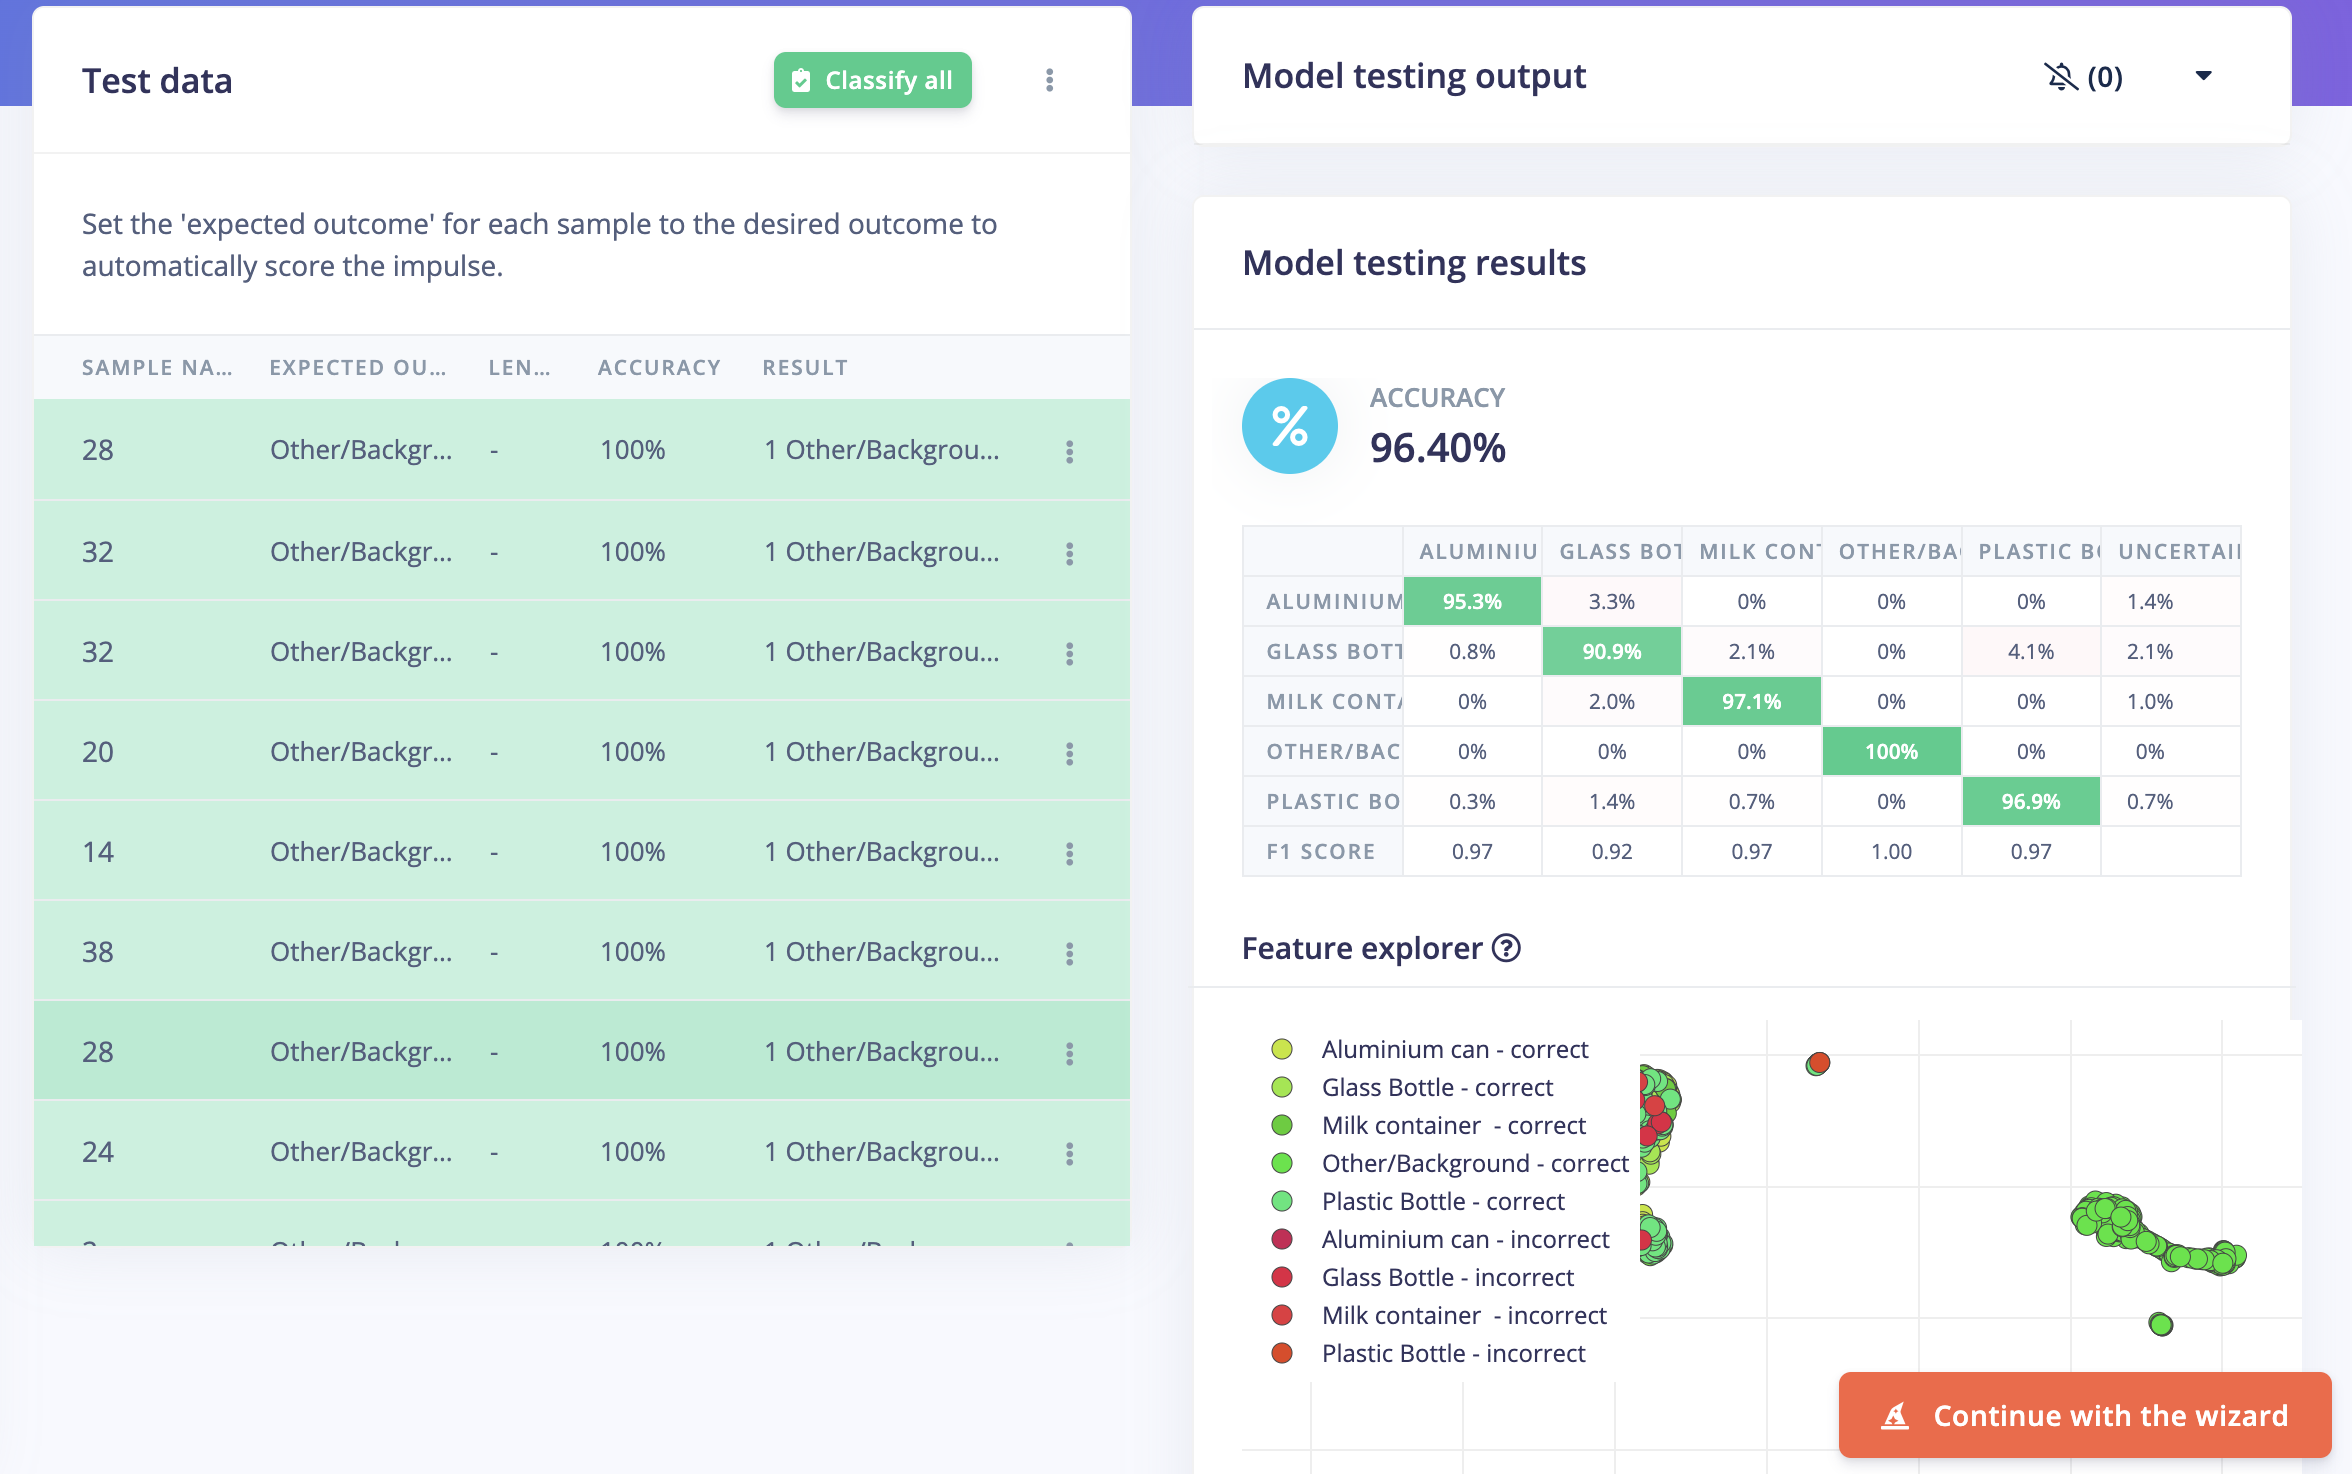 Test data
Classify all
Set the 'expected outcome' for each sample to the desired outcome to
automatically score the impulse.
SAMPLE NA... EXPECTED OU... LEN... ACCURACY RESULT
28 Other/Backgr... - 100% 1 Other/Backgrou...
32 Other/Backgr... - 100% 1 Other/Backgrou...
32 Other/Backgr... - 100% 1 Other/Backgrou...
20 Other/Backgr... - 100% 1 Other/Backgrou...
14 Other/Backgr... - 100% 1 Other/Backgrou...
38 Other/Backgr... - 100% 1 Other/Backgrou...
28 Other/Backgr... - 100% 1 Other/Backgrou...
24 Other/Backgr... - 100% 1 Other/Backgrou...
Model testing output (0)
Model testing results
%
ACCURACY
96.40%
ALUMINIU GLASS BOT MILK CONT OTHER/BA PLASTIC BO UNCERTAI
ALUMINIUM 95.3% 3.3% 0% 0% 0% 1.4%
GLASS BOTT 0.8% 90.9% 2.1% 0% 4.1% 2.1%
MILK CONTA 0% 2.0% 97.1% 0% 0% 1.0%
OTHER/BAC 0% 0% 0% 100% 0% 0%
PLASTIC BO 0.3% 1.4% 0.7% 0% 96.9% 0.7%
F1 SCORE 0.97 0.92 0.97 1.00 0.97
Feature explorer ?
Aluminium can - correct
Glass Bottle - correct
Milk container - correct
Other/Background - correct
Plastic Bottle - correct
Aluminium can - incorrect
Glass Bottle - incorrect
Milk container - incorrect
Plastic Bottle - incorrect
Continue with the wizard